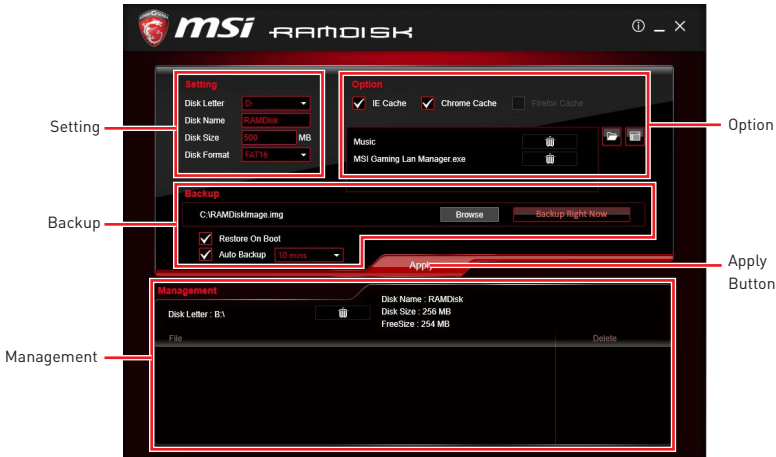 msi RAMDISK
Setting
Disk Letter D:
Disk Name RAMDisk
Disk Size 500 MB
Disk Format FAT16
Option
IE Cache Chrome Cache Firefox Cache
Music
MSI Gaming Lan Manager.exe
Backup
C:\RAMDiskImage.img Browse Backup Right Now
Restore On Boot
Auto Backup 10 mins
Apply
Management
Disk Letter : B:\
Disk Name : RAMDisk
Disk Size : 256 MB
FreeSize : 254 MB
File Delete
Setting
Backup
Management
Option
Apply
Button